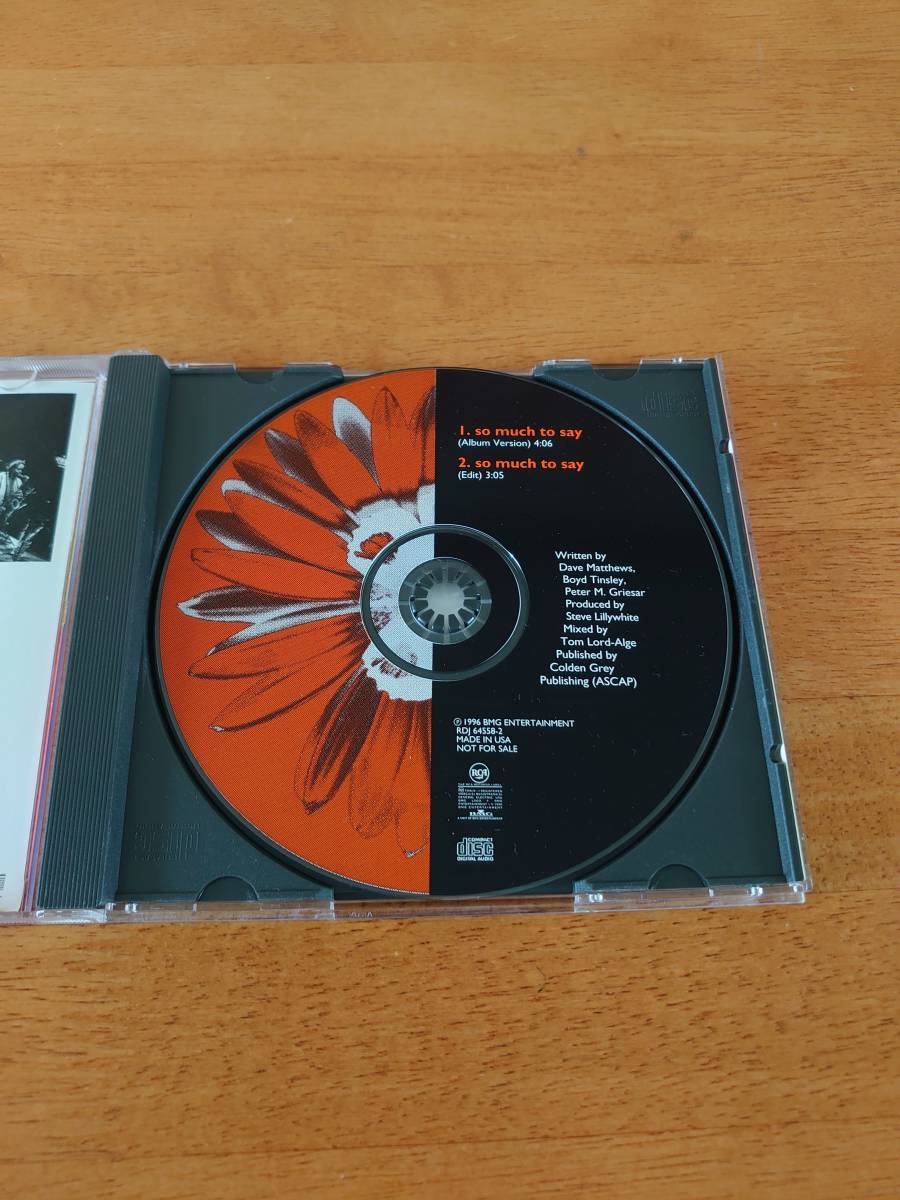 1. so much to say
(Album Version) 4:06
2. so much to say
(Edit) 3:05
Written by
Dave Matthews,
Boyd Tinsley,
Peter M. Griesar
Produced by
Steve Lillywhite
Mixed by
Tom Lord-Alge
Published by
Colden Grey
Publishing (ASCAP)
℗ 1996 BMG ENTERTAINMENT
RDJ 64558-2
MADE IN USA
NOT FOR SALE
RCA
BMG
COMPACT
disc
DIGITAL AUDIO